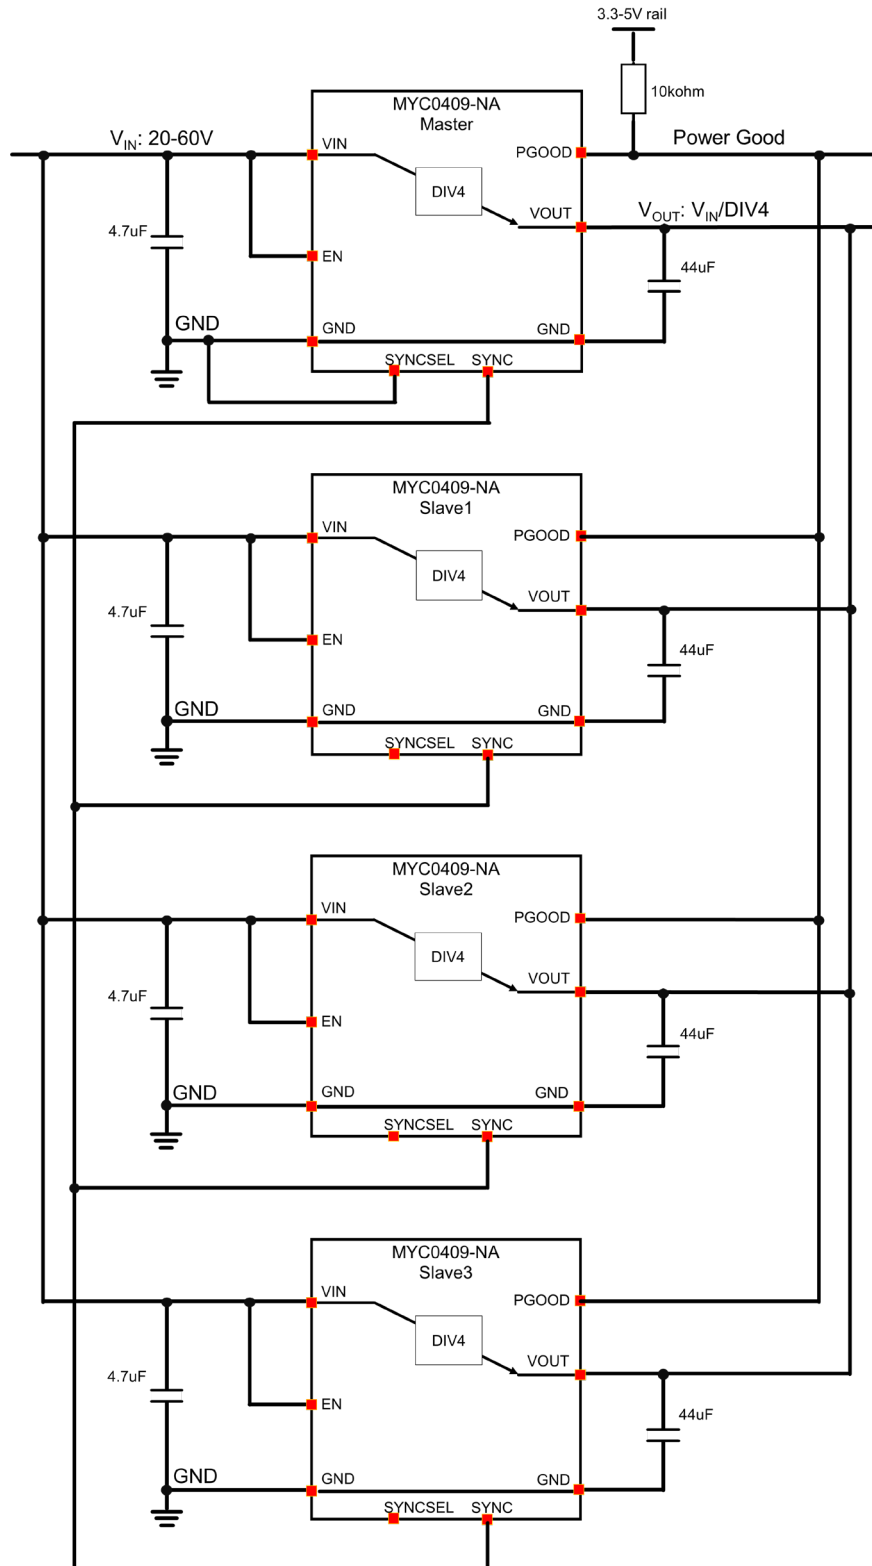 3.3-5V rail
10kohm
MYC0409-NA
Master
V_IN: 20-60V
VIN
PGOOD
Power Good
DIV4
VOUT
V_OUT: V_IN/DIV4
4.7uF
EN
44uF
GND
GND
GND
SYNCSEL
SYNC
MYC0409-NA
Slave1
VIN
PGOOD
DIV4
VOUT
4.7uF
EN
44uF
GND
GND
GND
SYNCSEL
SYNC
MYC0409-NA
Slave2
VIN
PGOOD
DIV4
VOUT
4.7uF
EN
44uF
GND
GND
GND
SYNCSEL
SYNC
MYC0409-NA
Slave3
VIN
PGOOD
DIV4
VOUT
4.7uF
EN
44uF
GND
GND
GND
SYNCSEL
SYNC